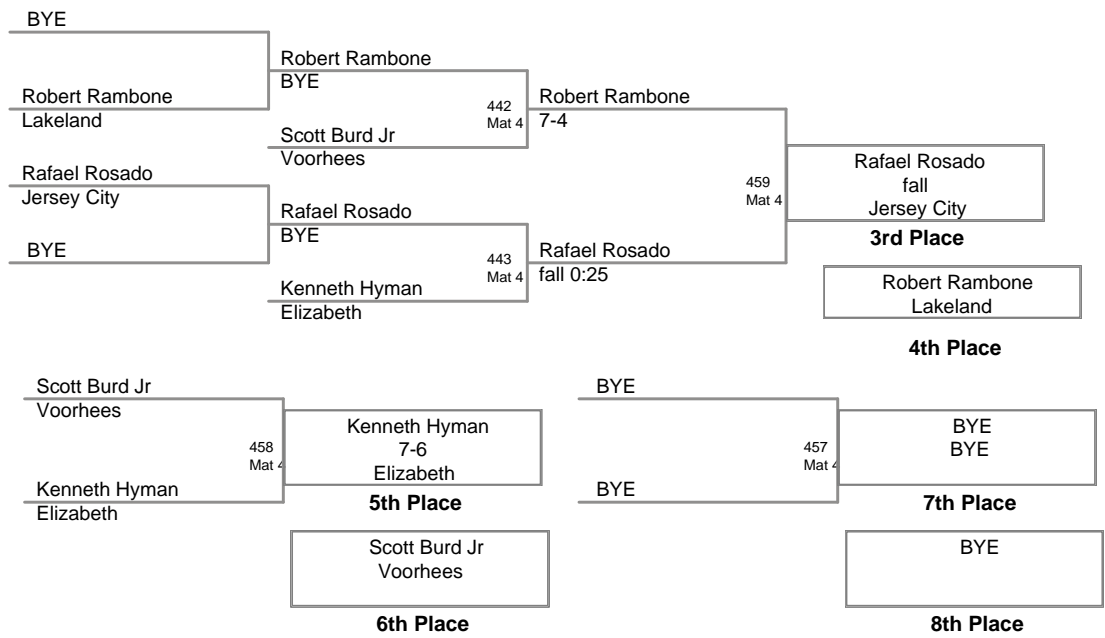 BYE
Robert Rambone
BYE
Robert Rambone
Lakeland
442
Mat 4
Robert Rambone
7-4
Scott Burd Jr
Voorhees
Rafael Rosado
Jersey City
459
Mat 4
Rafael Rosado
fall
Jersey City
3rd Place
Rafael Rosado
BYE
BYE
443
Mat 4
Rafael Rosado
fall 0:25
Kenneth Hyman
Elizabeth
Robert Rambone
Lakeland
4th Place
Scott Burd Jr
Voorhees
458
Mat 4
Kenneth Hyman
7-6
Elizabeth
Kenneth Hyman
Elizabeth
5th Place
Scott Burd Jr
Voorhees
6th Place
BYE
457
Mat 4
BYE
BYE
BYE
7th Place
BYE
8th Place